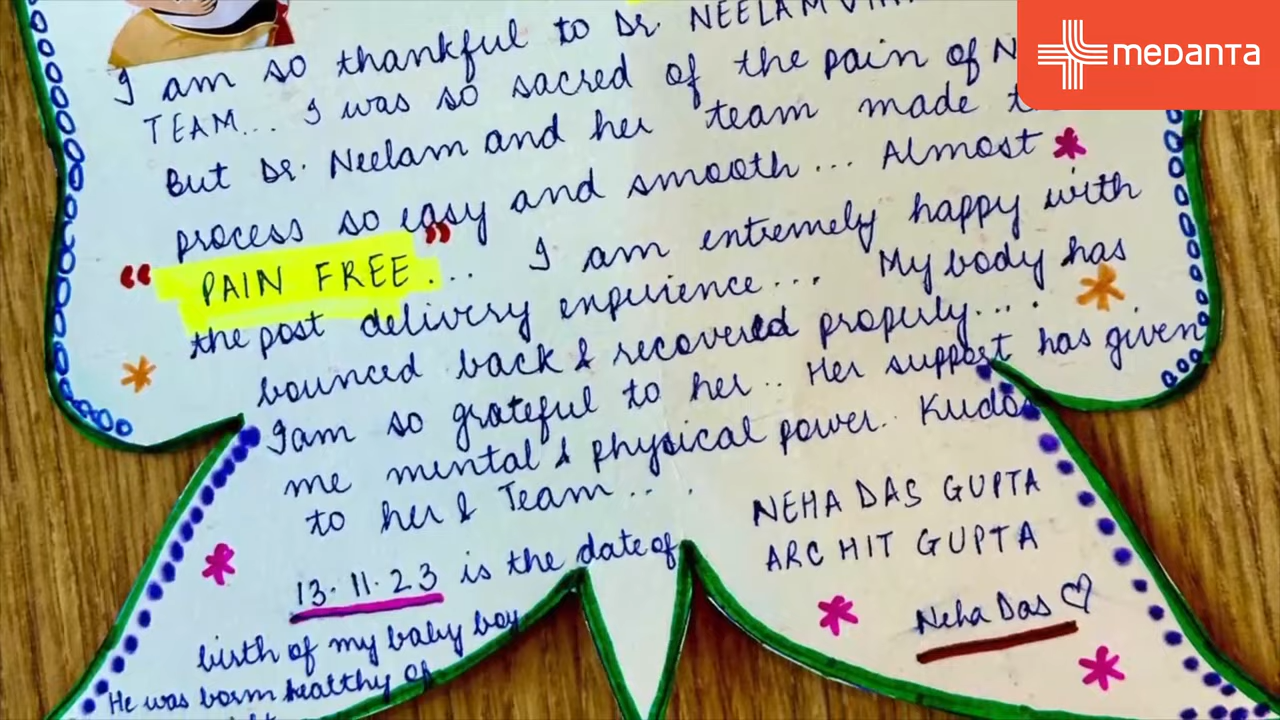 medanta
I am so thankful to Dr. NEELAM
TEAM... I was so sacred of the pain of
But Dr. Neelam and her team made
process so easy and smooth... Almost
" PAIN FREE "... I am entiremely happy with
the post delivery enpuience... My body has
bounced back & recovered properly....
I am so grateful to her.. Her support has given
me mental & physical power. Kudos
to her & Team....
NEHA DAS GUPTA
ARCHIT GUPTA
Neha Das ♡
13.11.23 is the date of
birth of my baby boy
He was born healthy of